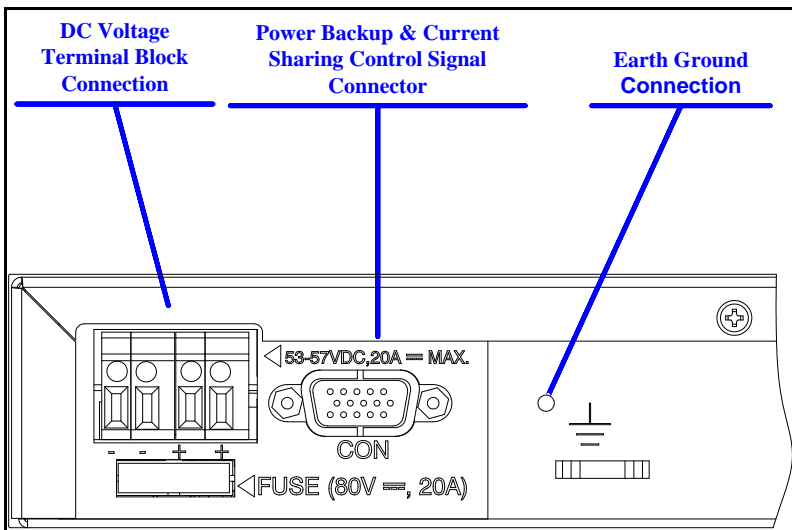 DC Voltage
Terminal Block
Connection
Power Backup & Current
Sharing Control Signal
Connector
Earth Ground
Connection
53-57VDC,20A ⎓ MAX.
CON
- - + +
FUSE (80V ⎓, 20A)